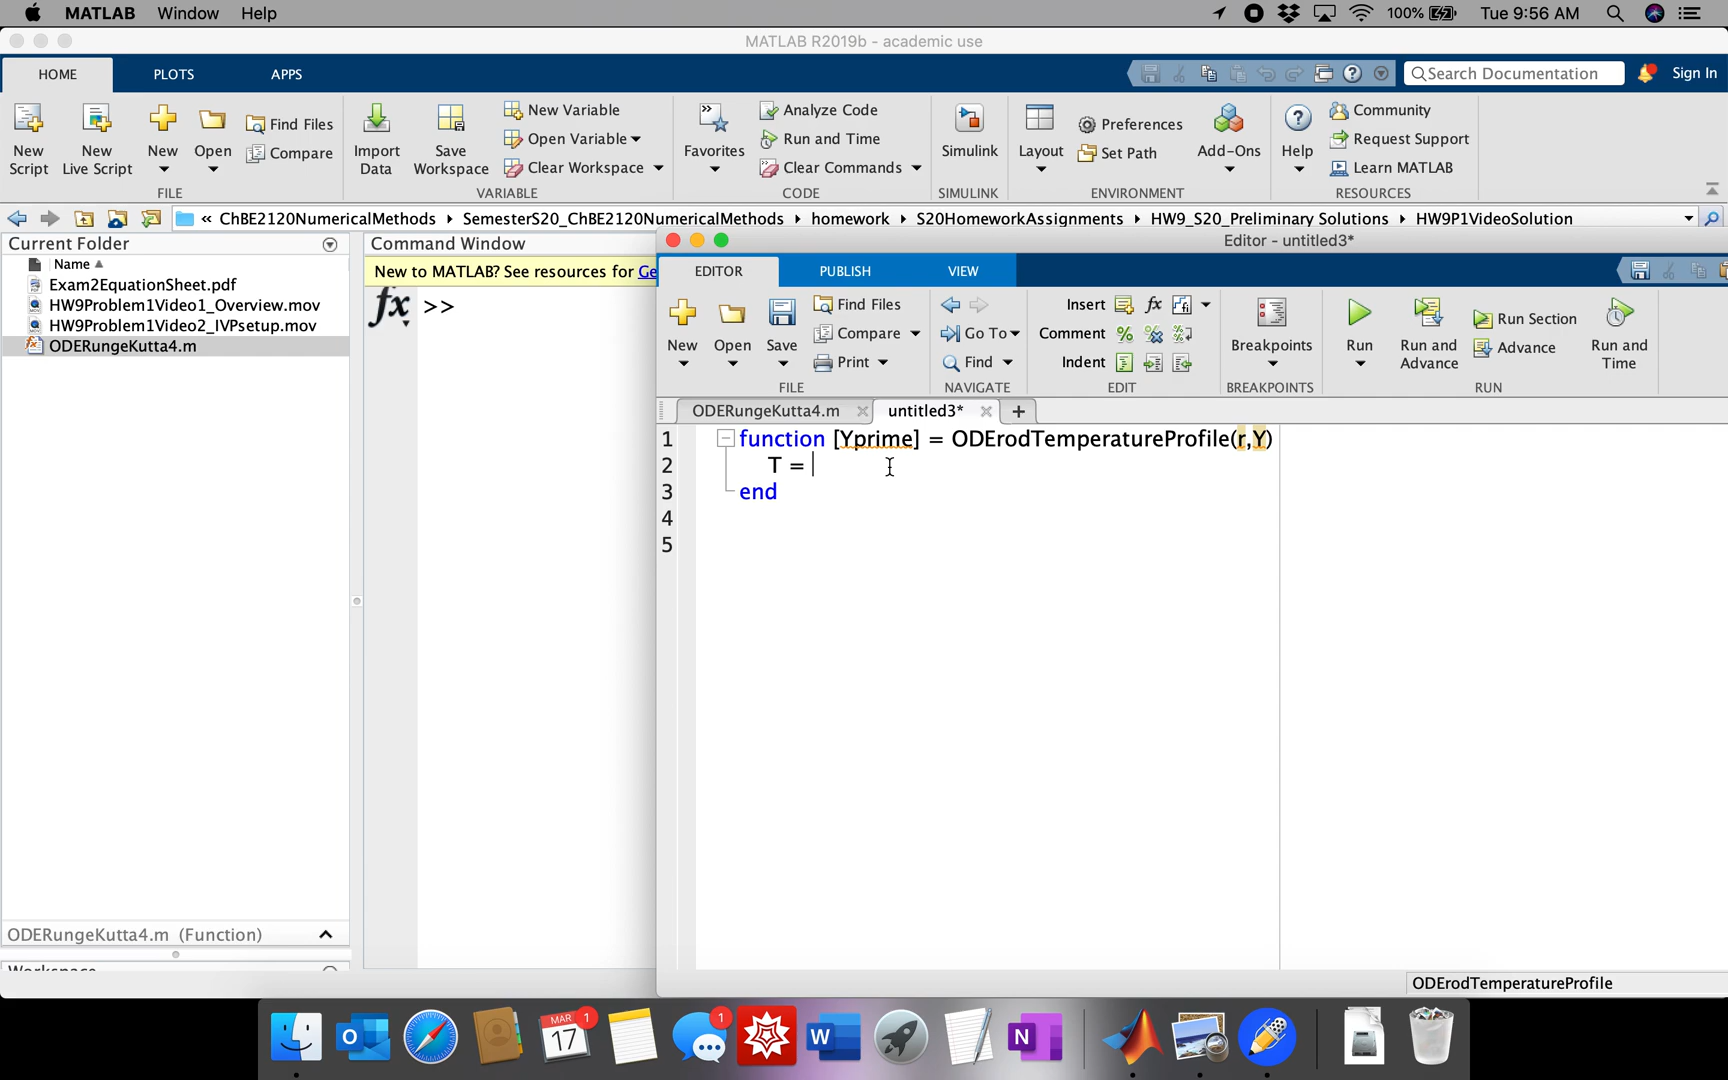 MATLAB Window Help 100% Tue 9:56 AM
MATLAB R2019b - academic use
HOME PLOTS APPS Search Documentation Sign In
New Script
New Live Script
New
Open
Find Files
Compare
FILE
Import Data
Save Workspace
New Variable
Open Variable
Clear Workspace
VARIABLE
Favorites
Analyze Code
Run and Time
Clear Commands
CODE
Simulink
SIMULINK
Layout
Preferences
Set Path
Add-Ons
ENVIRONMENT
Help
Community
Request Support
Learn MATLAB
RESOURCES
« ChBE2120NumericalMethods SemesterS20_ChBE2120NumericalMethods homework S20HomeworkAssignments HW9_S20_Preliminary Solutions HW9P1VideoSolution
Current Folder
Name
Exam2EquationSheet.pdf
HW9Problem1Video1_Overview.mov
HW9Problem1Video2_IVPsetup.mov
ODERungeKutta4.m
ODERungeKutta4.m (Function)
Workspace
Command Window
New to MATLAB? See resources for Ge
fx >>
Editor - untitled3*
EDITOR PUBLISH VIEW
New
Open
Save
Find Files
Compare
Print
FILE
Go To
Find
NAVIGATE
Insert fx
Comment
Indent
EDIT
Breakpoints
BREAKPOINTS
Run
Run and Advance
Run Section
Advance
Run and Time
RUN
ODERungeKutta4.m untitled3* +
1 function [Yprime] = ODErodTemperatureProfile(r,Y)
2 T =
3 end
4
5
ODErodTemperatureProfile
MAR 17
1
1